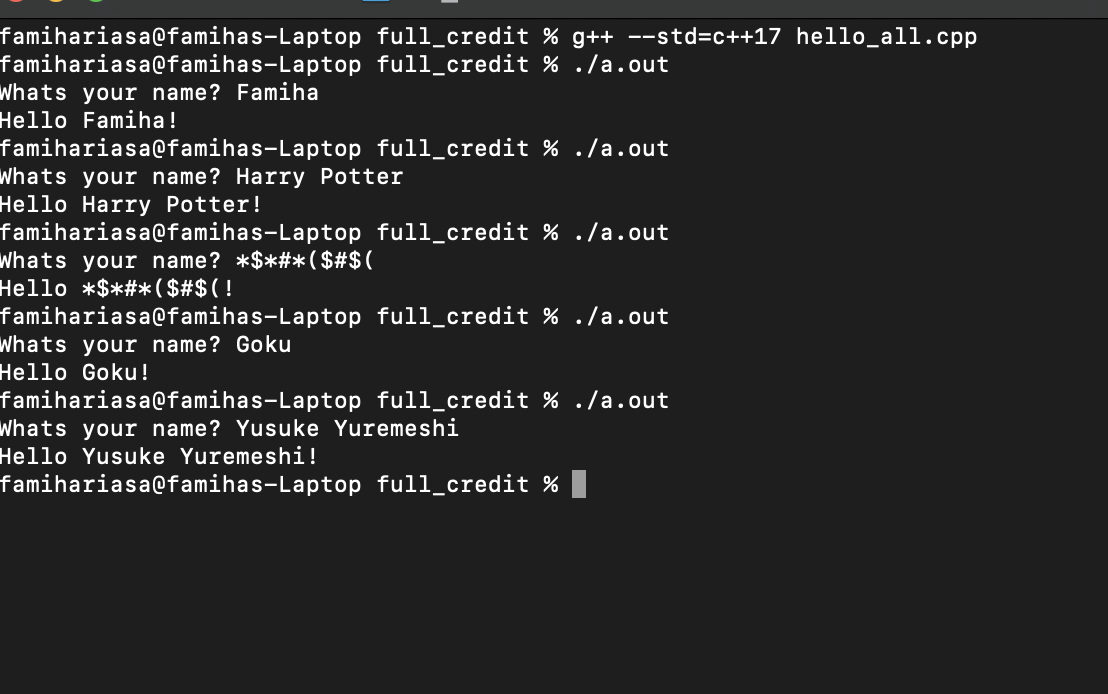 famihariasa@famihas-Laptop full_credit % g++ --std=c++17 hello_all.cpp
famihariasa@famihas-Laptop full_credit % ./a.out
Whats your name? Famiha
Hello Famiha!
famihariasa@famihas-Laptop full_credit % ./a.out
Whats your name? Harry Potter
Hello Harry Potter!
famihariasa@famihas-Laptop full_credit % ./a.out
Whats your name? *$*#*($#$(
Hello *$*#*($#$(!
famihariasa@famihas-Laptop full_credit % ./a.out
Whats your name? Goku
Hello Goku!
famihariasa@famihas-Laptop full_credit % ./a.out
Whats your name? Yusuke Yuremeshi
Hello Yusuke Yuremeshi!
famihariasa@famihas-Laptop full_credit %